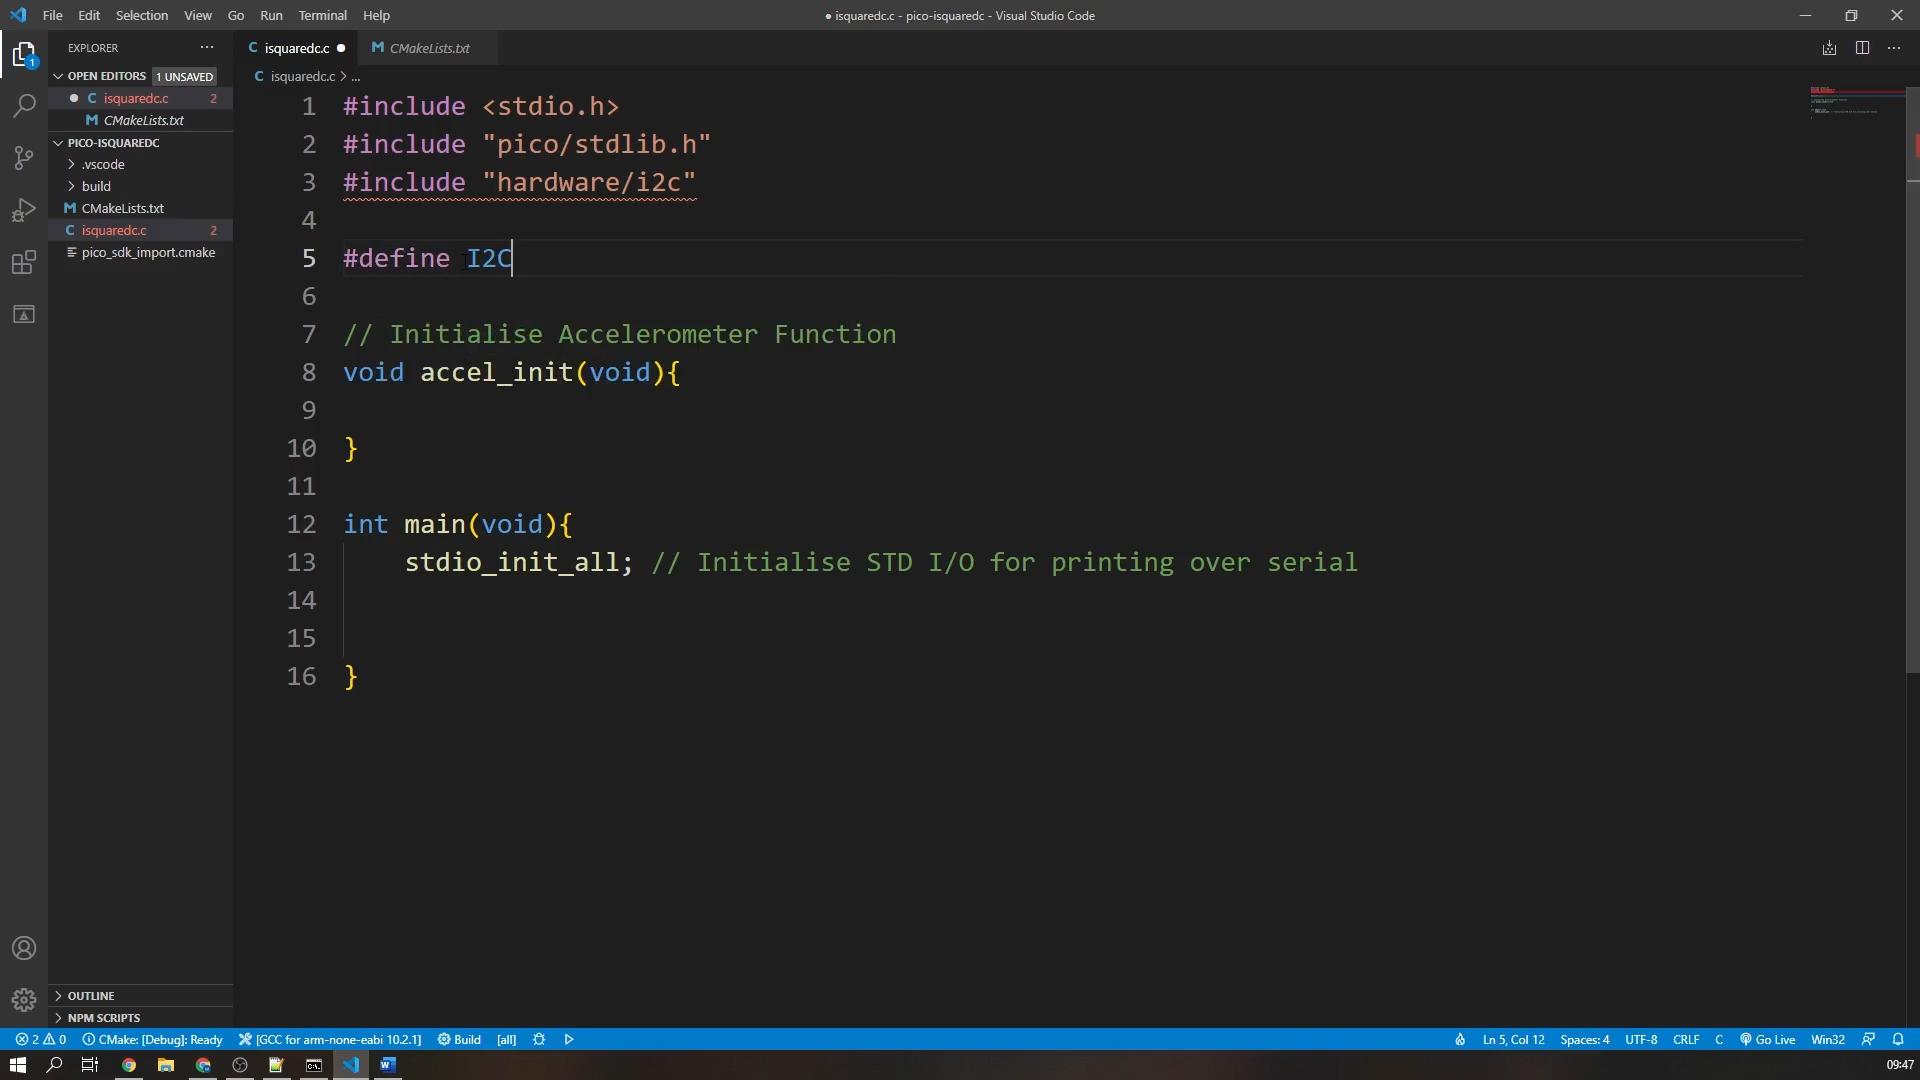 File Edit Selection View Go Run Terminal Help
● isquaredc.c - pico-isquaredc - Visual Studio Code
EXPLORER
OPEN EDITORS 1 UNSAVED
C isquaredc.c 2
M CMakeLists.txt
PICO-ISQUAREDC
.vscode
build
M CMakeLists.txt
C isquaredc.c 2
pico_sdk_import.cmake
OUTLINE
NPM SCRIPTS
1
C isquaredc.c ● M CMakeLists.txt
C isquaredc.c > ...
1 #include <stdio.h>
2 #include "pico/stdlib.h"
3 #include "hardware/i2c"
4
5 #define I2C
6
7 // Initialise Accelerometer Function
8 void accel_init(void){
9
10 }
11
12 int main(void){
13 stdio_init_all; // Initialise STD I/O for printing over serial
14
15
16 }
2 0 CMake: [Debug]: Ready [GCC for arm-none-eabi 10.2.1] Build [all] Ln 5, Col 12 Spaces: 4 UTF-8 CRLF C Go Live Win32
09:47